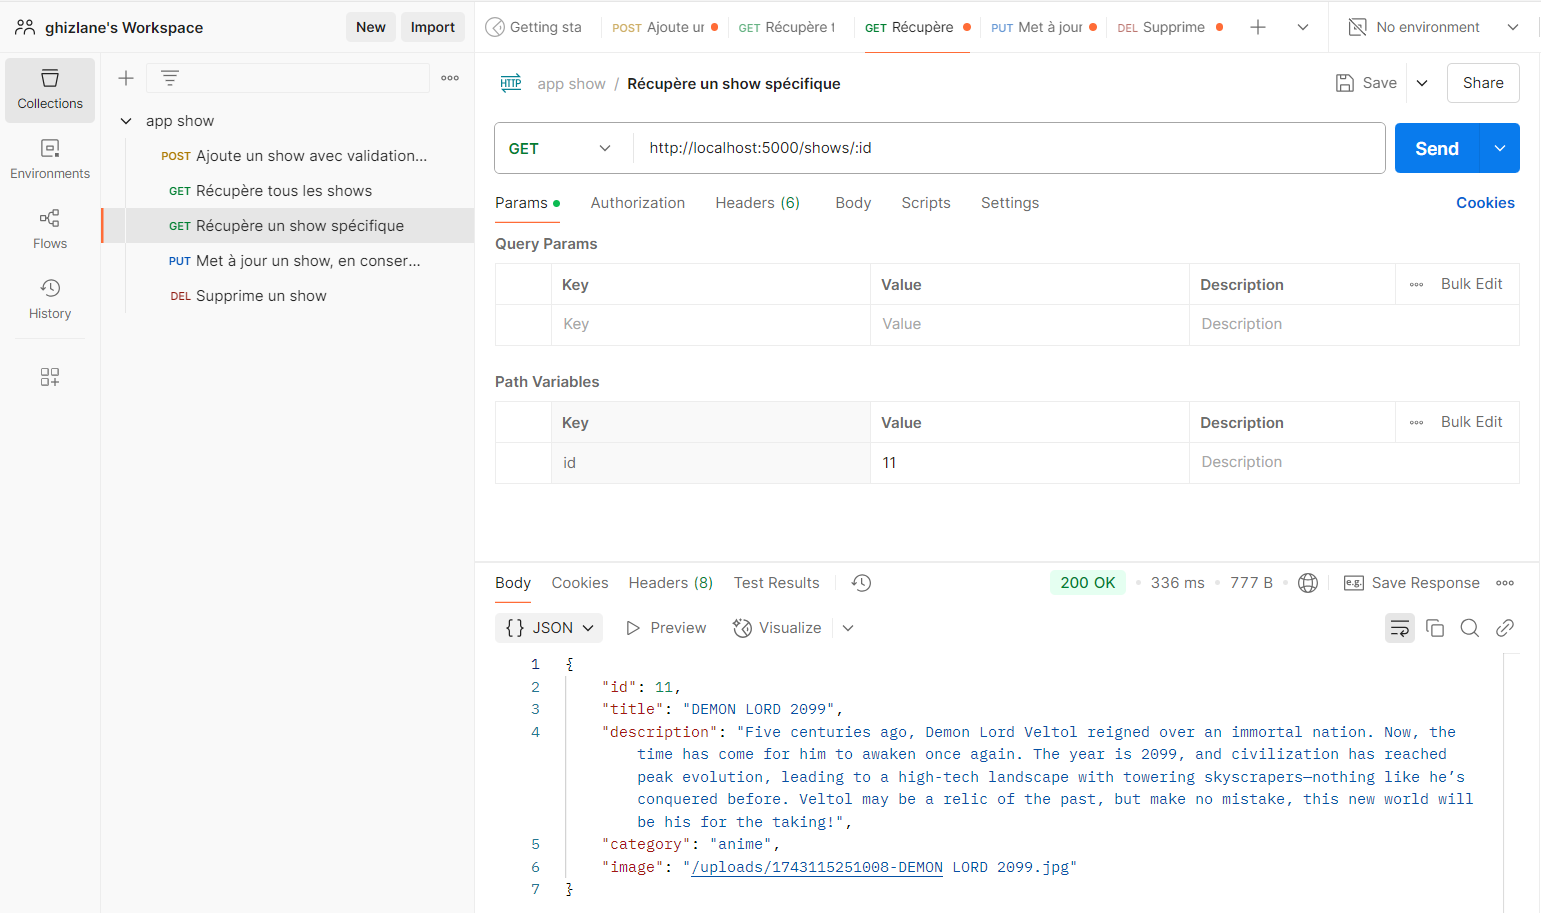 ghizlane's Workspace
New
Import
Getting sta
POST Ajoute ur
GET Récupère t
GET Récupère
PUT Met à jour
DEL Supprime
No environment
Collections
Environments
Flows
History
app show
POST Ajoute un show avec validation...
GET Récupère tous les shows
GET Récupère un show spécifique
PUT Met à jour un show, en conser...
DEL Supprime un show
HTTP app show / Récupère un show spécifique
Save
Share
GET
http://localhost:5000/shows/:id
Send
Params
Authorization
Headers (6)
Body
Scripts
Settings
Cookies
Query Params
Key Value Description Bulk Edit
Key Value Description
Path Variables
Key Value Description Bulk Edit
id 11 Description
Body Cookies Headers (8) Test Results
200 OK • 336 ms • 777 B • e.g. Save Response
{} JSON Preview Visualize
1 {
2 "id": 11,
3 "title": "DEMON LORD 2099",
4 "description": "Five centuries ago, Demon Lord Veltol reigned over an immortal nation. Now, the
time has come for him to awaken once again. The year is 2099, and civilization has reached
peak evolution, leading to a high-tech landscape with towering skyscrapers—nothing like he’s
conquered before. Veltol may be a relic of the past, but make no mistake, this new world will
be his for the taking!",
5 "category": "anime",
6 "image": "/uploads/1743115251008-DEMON LORD 2099.jpg"
7 }